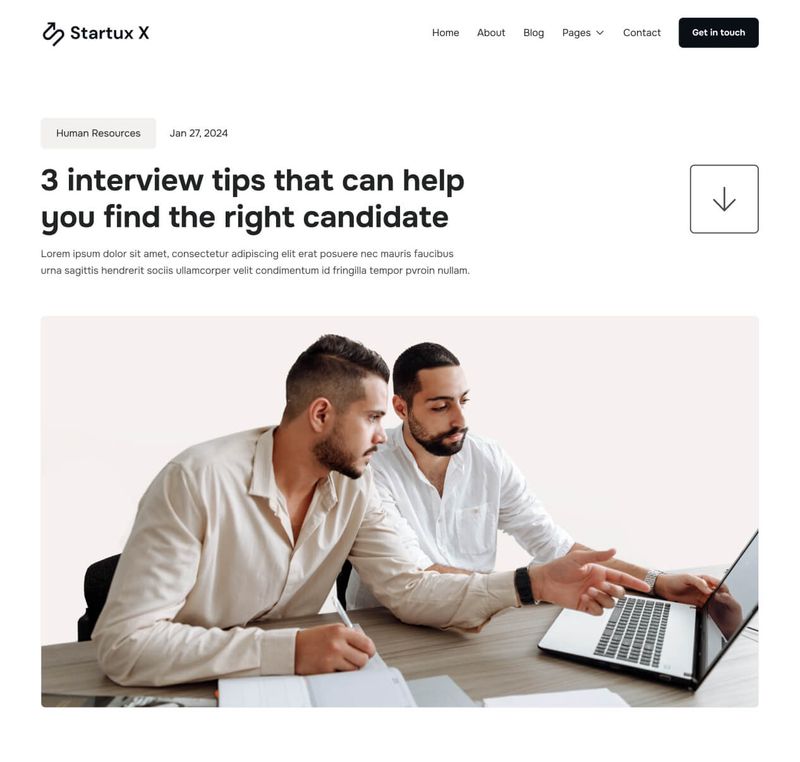 Startux X
Home About Blog Pages Contact Get in touch
Human Resources Jan 27, 2024
3 interview tips that can help
you find the right candidate
Lorem ipsum dolor sit amet, consectetur adipiscing elit erat posuere nec mauris faucibus
urna sagittis hendrerit sociis ullamcorper velit condimentum id fringilla tempor pvroin nullam.